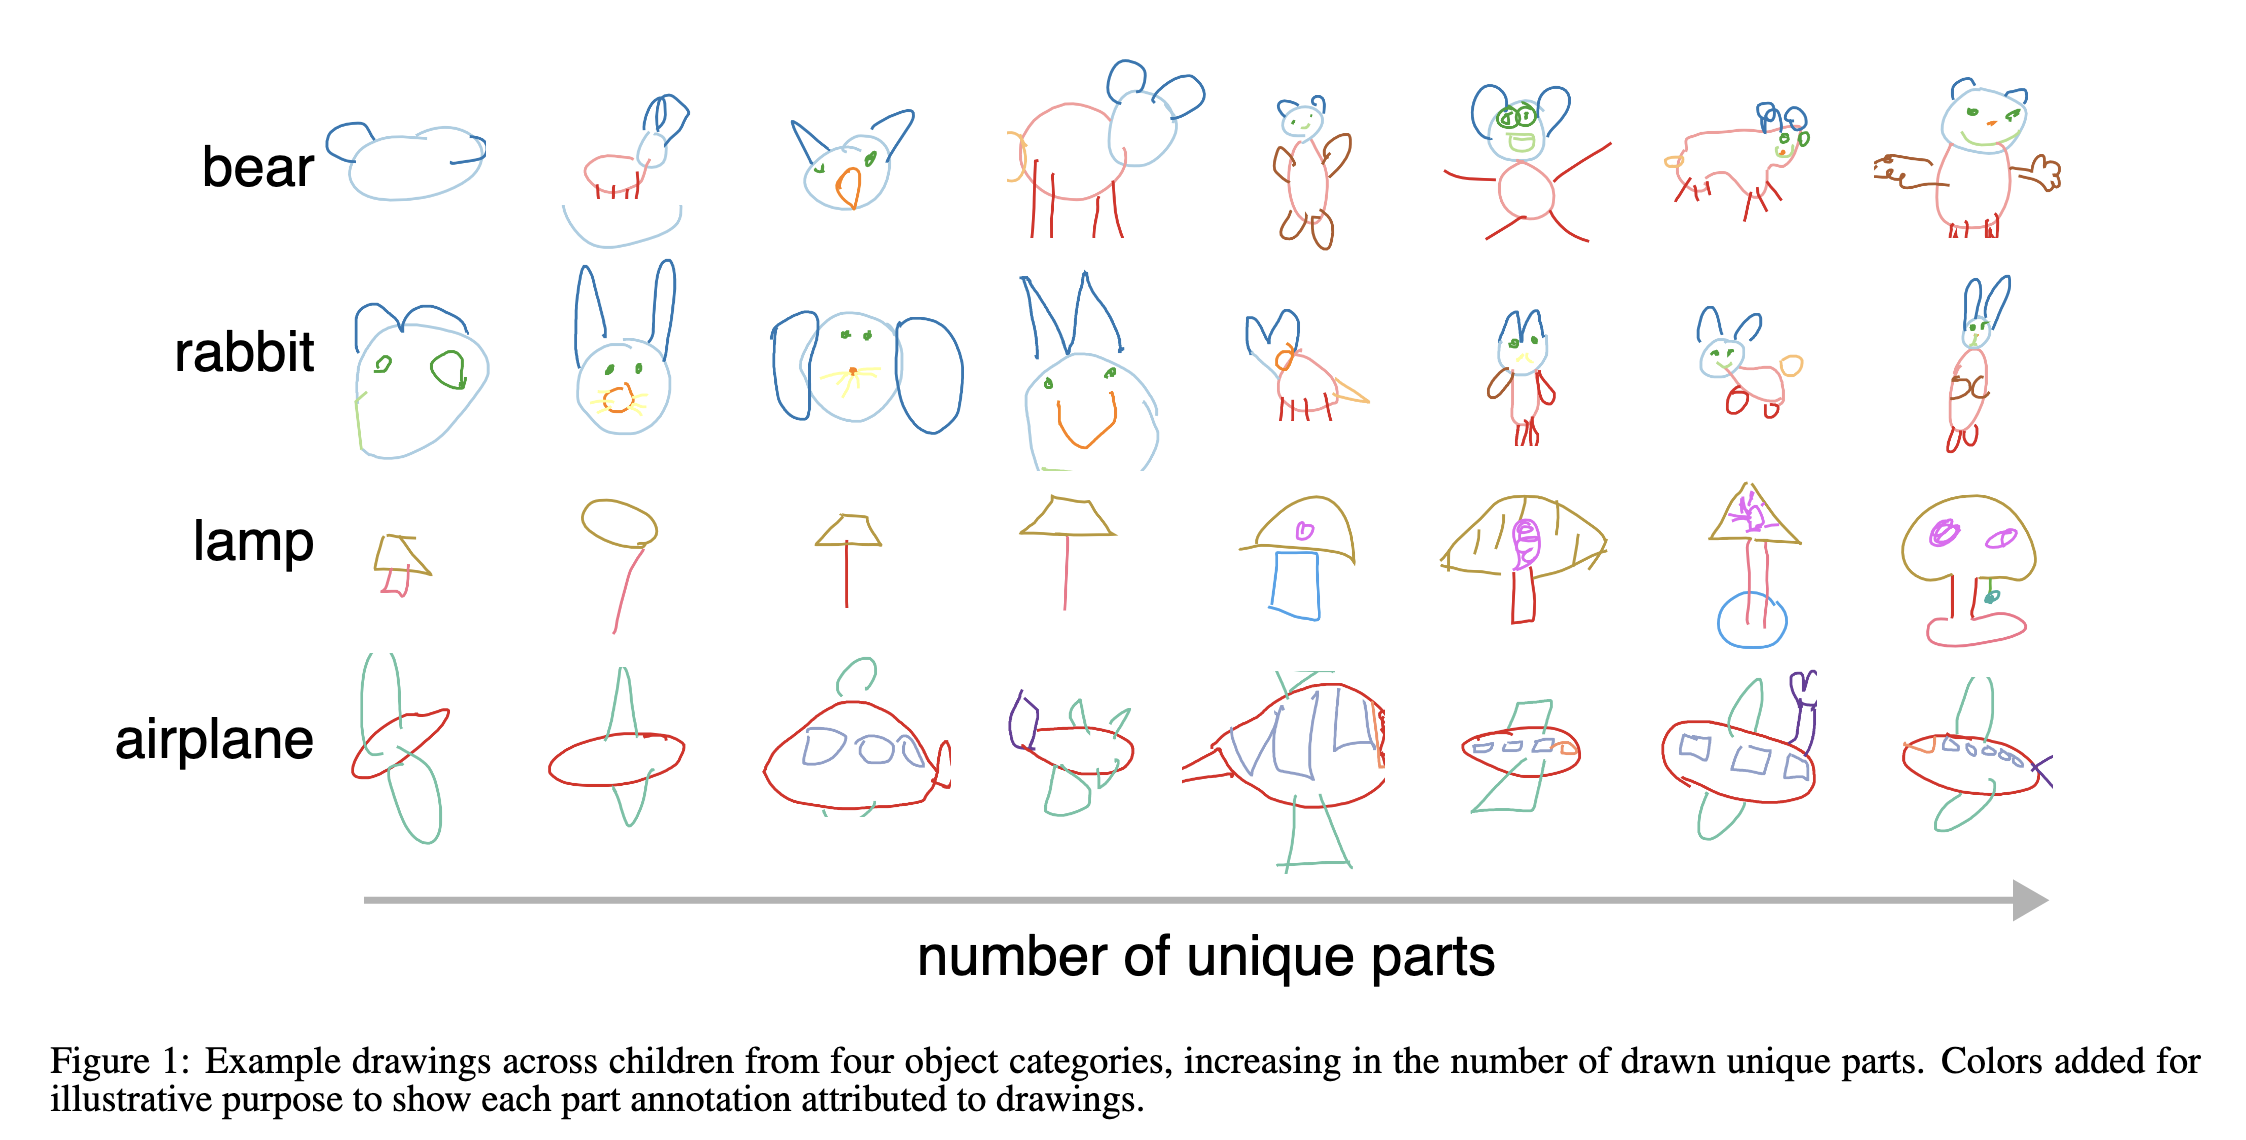 bear
rabbit
lamp
airplane
number of unique parts
Figure 1: Example drawings across children from four object categories, increasing in the number of drawn unique parts. Colors added for
illustrative purpose to show each part annotation attributed to drawings.